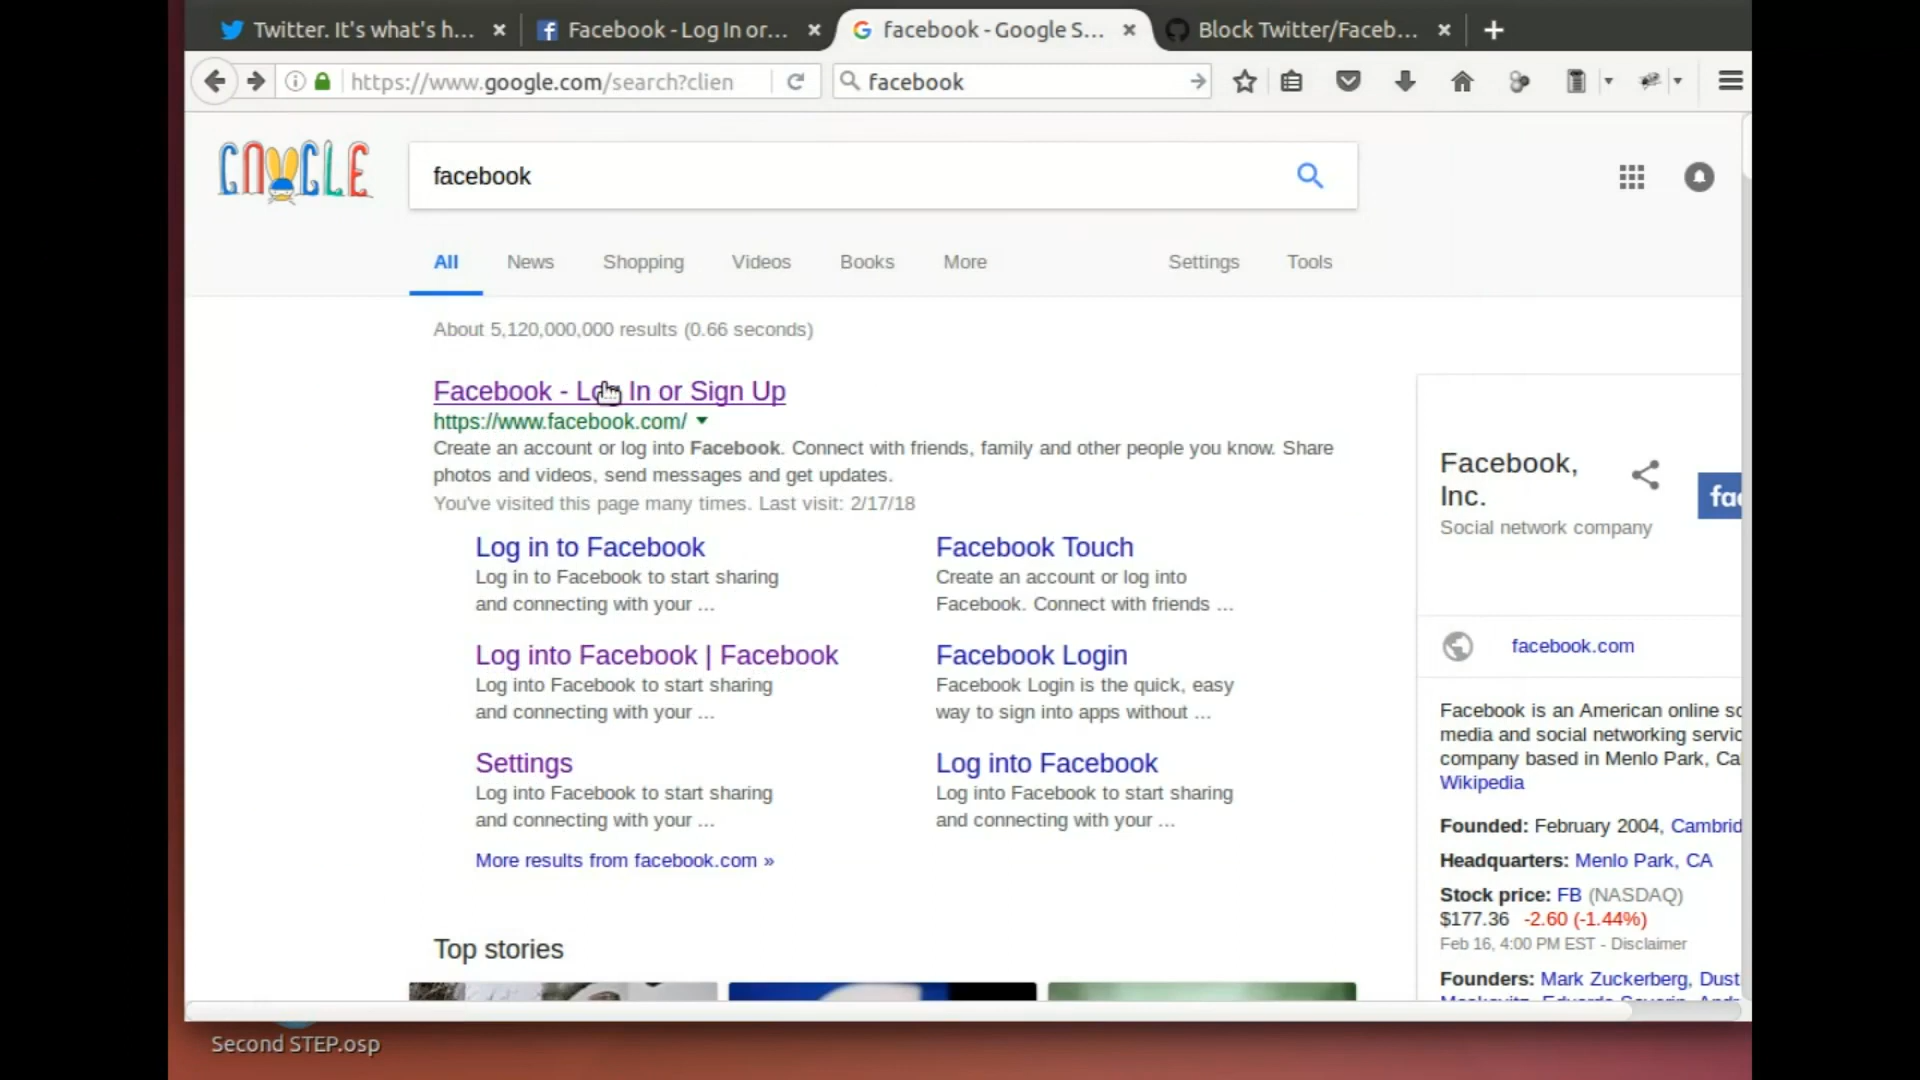 Twitter. It's what's h...
Facebook - Log In or...
facebook - Google S...
Block Twitter/Faceb...
https://www.google.com/search?clien
facebook
facebook
All
News
Shopping
Videos
Books
More
Settings
Tools
About 5,120,000,000 results (0.66 seconds)
Facebook - Log In or Sign Up
https://www.facebook.com/
Create an account or log into Facebook. Connect with friends, family and other people you know. Share
photos and videos, send messages and get updates.
You've visited this page many times. Last visit: 2/17/18
Log in to Facebook
Log in to Facebook to start sharing
and connecting with your ...
Facebook Touch
Create an account or log into
Facebook. Connect with friends ...
Log into Facebook | Facebook
Log into Facebook to start sharing
and connecting with your ...
Facebook Login
Facebook Login is the quick, easy
way to sign into apps without ...
Settings
Log into Facebook to start sharing
and connecting with your ...
Log into Facebook
Log into Facebook to start sharing
and connecting with your ...
More results from facebook.com »
Top stories
Facebook,
Inc.
Social network company
fac
facebook.com
Facebook is an American online so
media and social networking servic
company based in Menlo Park, Ca
Wikipedia
Founded: February 2004, Cambrid
Headquarters: Menlo Park, CA
Stock price: FB (NASDAQ)
$177.36 -2.60 (-1.44%)
Feb 16, 4:00 PM EST - Disclaimer
Founders: Mark Zuckerberg, Dust
Second STEP.osp